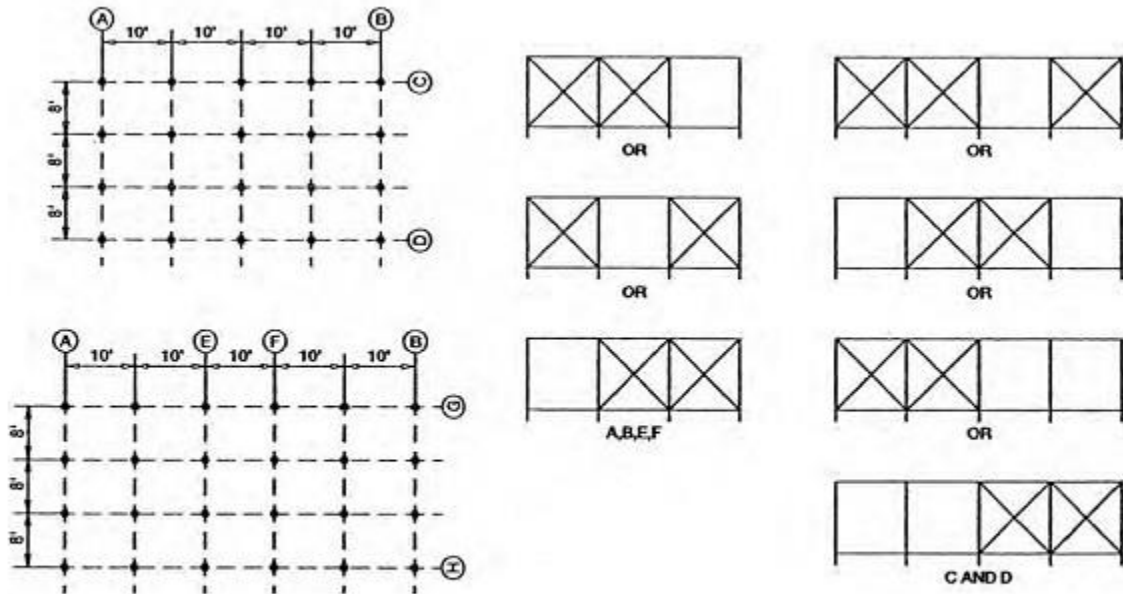 A B
10' 10' 10' 10'
C
8'
8'
8'
D
A E F B
10' 10' 10' 10' 10'
G
8'
8'
8'
H
OR
OR
A,B,E,F
OR
OR
OR
C AND D